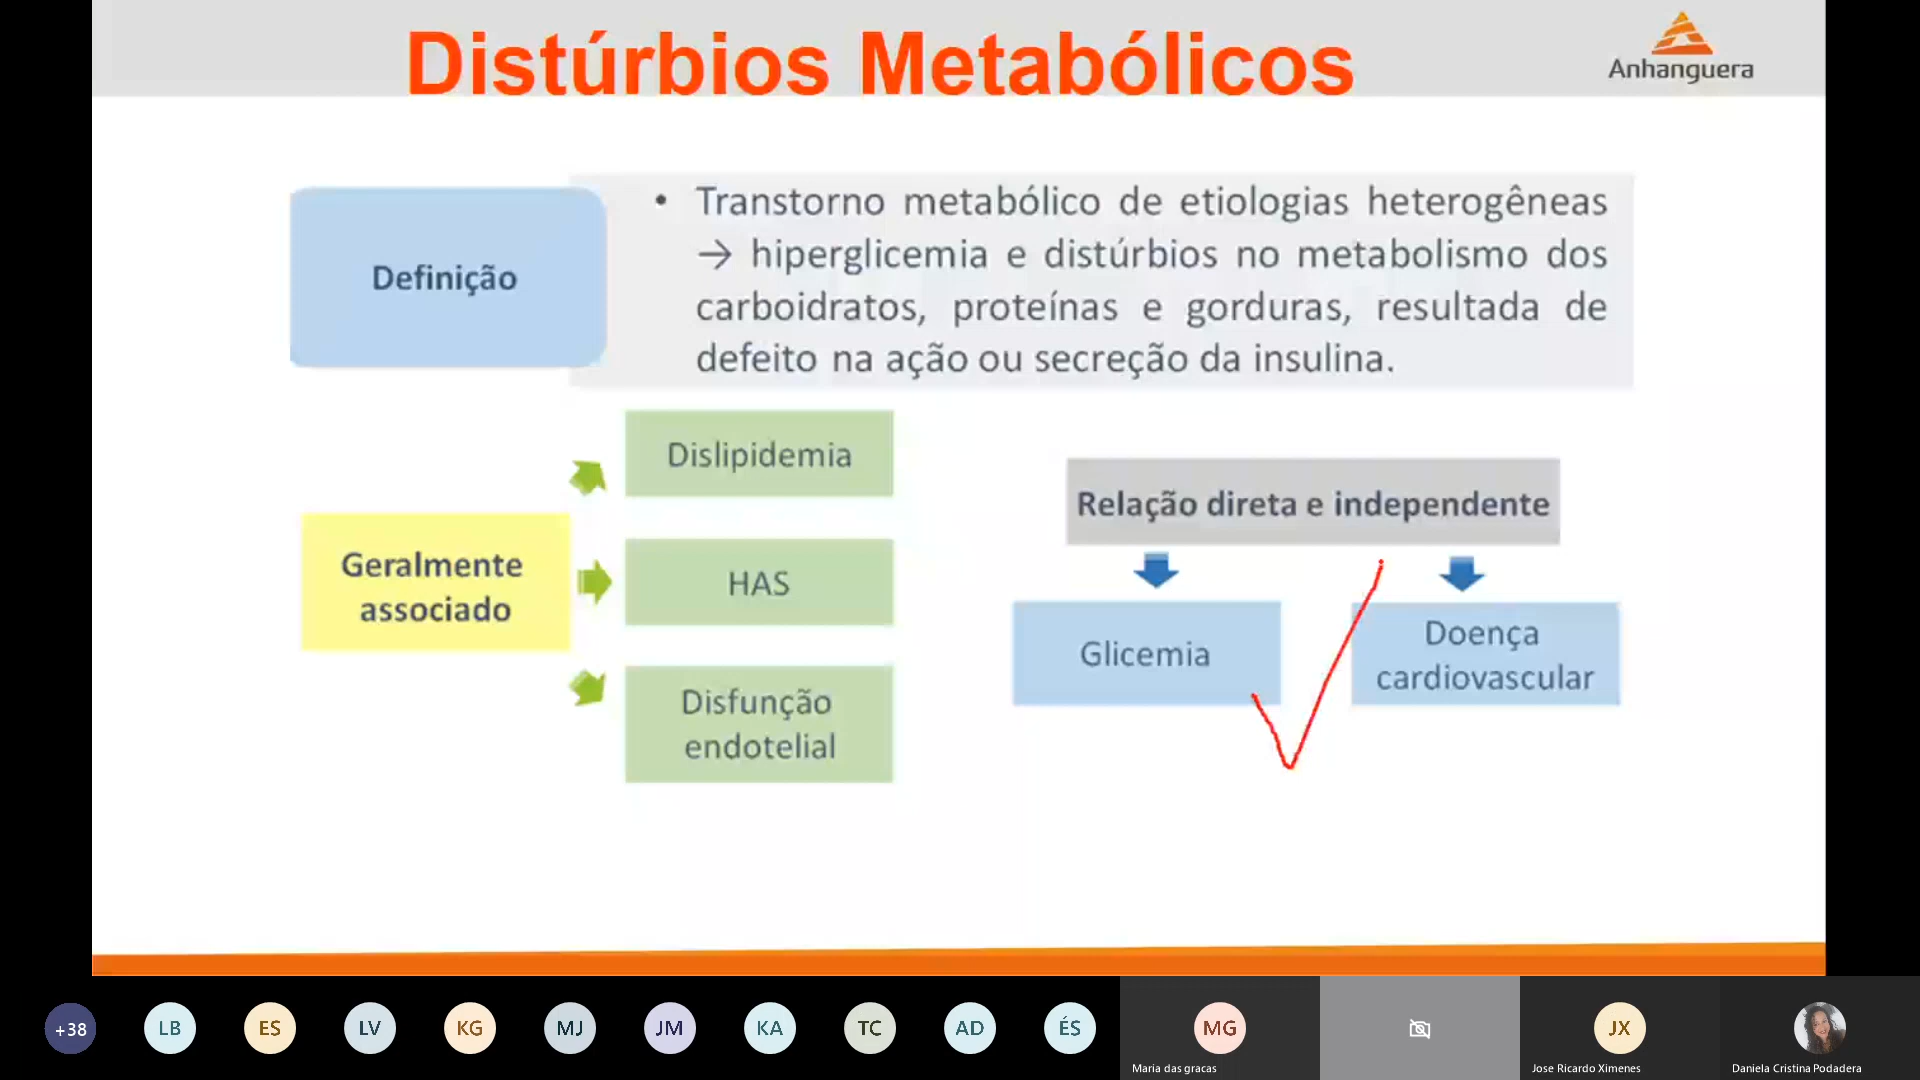 Distúrbios Metabólicos
Anhanguera
Definição
• Transtorno metabólico de etiologias heterogêneas
→ hiperglicemia e distúrbios no metabolismo dos
carboidratos, proteínas e gorduras, resultada de
defeito na ação ou secreção da insulina.
Geralmente
associado
Dislipidemia
HAS
Disfunção
endotelial
Relação direta e independente
Glicemia
Doença
cardiovascular
+38
LB
ES
LV
KG
MJ
JM
KA
TC
AD
ÉS
MG
Maria das gracas
JX
Jose Ricardo Ximenes
Daniela Cristina Podadera